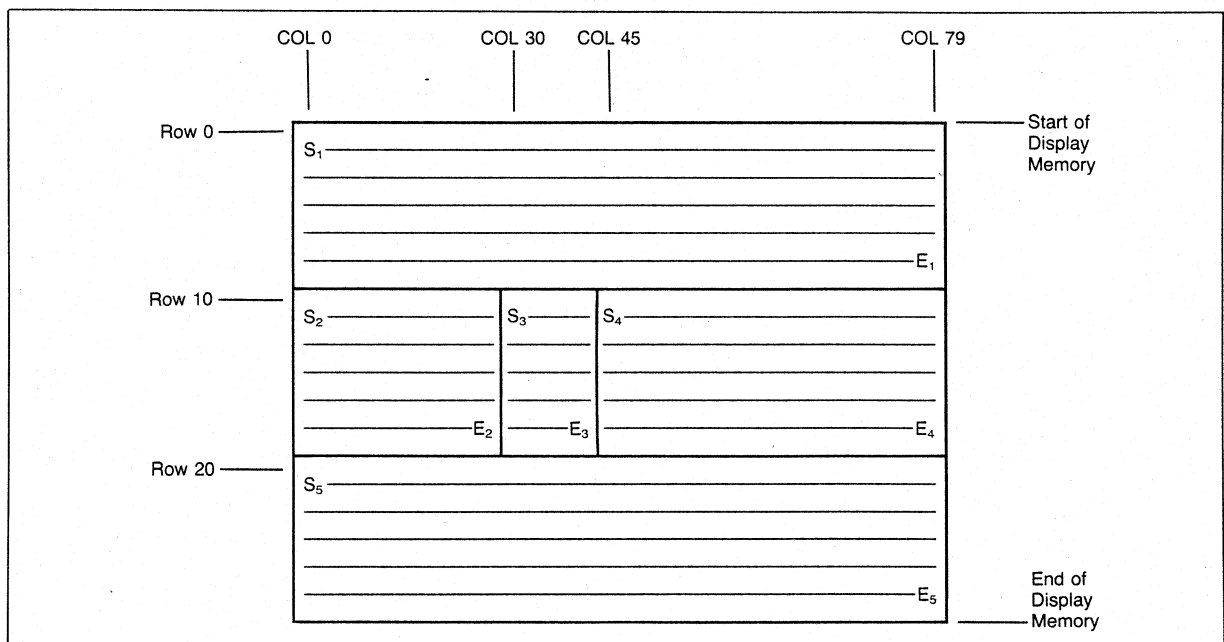 COL 0 COL 30 COL 45 COL 79
Row 0
Start of
Display
Memory
S₁
E₁
Row 10
S₂ S₃ S₄
E₂ E₃ E₄
Row 20
S₅
E₅
End of
Display
Memory